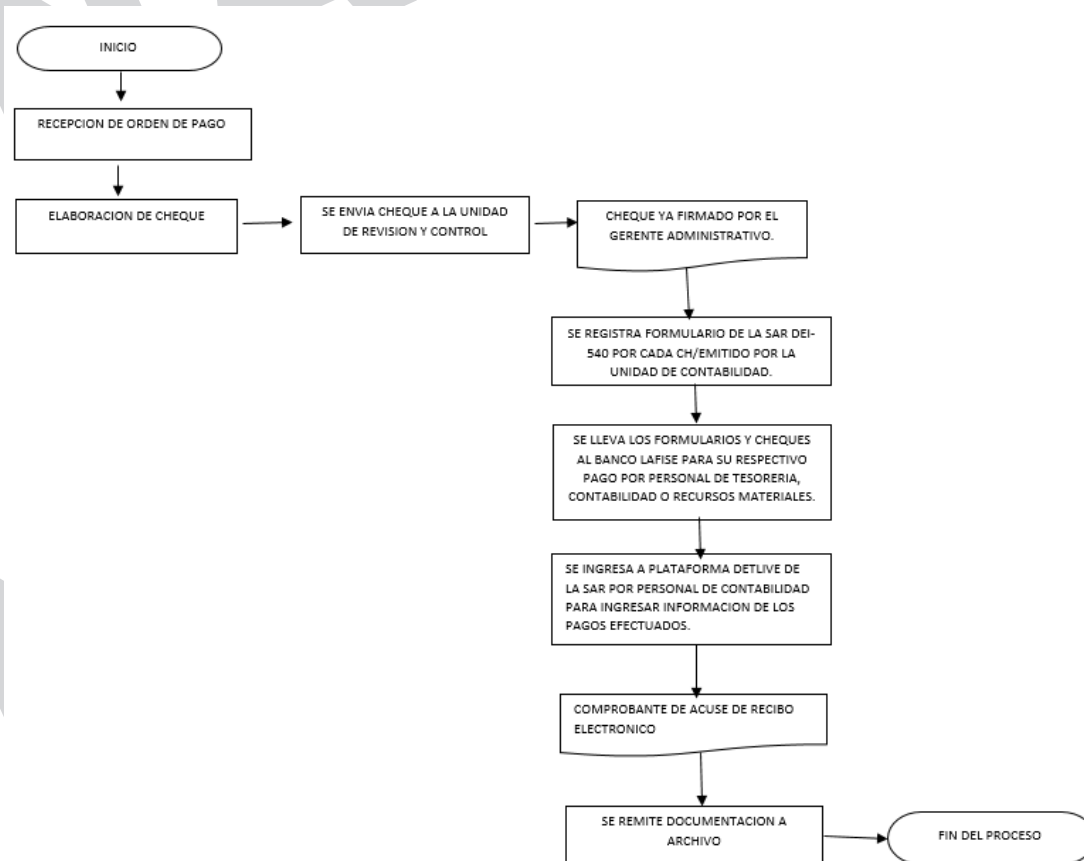 INICIO
RECEPCION DE ORDEN DE PAGO
ELABORACION DE CHEQUE
SE ENVIA CHEQUE A LA UNIDAD
DE REVISION Y CONTROL
CHEQUE YA FIRMADO POR EL
GERENTE ADMINISTRATIVO.
SE REGISTRA FORMULARIO DE LA SAR DEI-
540 POR CADA CH/EMITIDO POR LA
UNIDAD DE CONTABILIDAD.
SE LLEVA LOS FORMULARIOS Y CHEQUES
AL BANCO LAFISE PARA SU RESPECTIVO
PAGO POR PERSONAL DE TESORERIA,
CONTABILIDAD O RECURSOS MATERIALES.
SE INGRESA A PLATAFORMA DETLIVE DE
LA SAR POR PERSONAL DE CONTABILIDAD
PARA INGRESAR INFORMACION DE LOS
PAGOS EFECTUADOS.
COMPROBANTE DE ACUSE DE RECIBO
ELECTRONICO
SE REMITE DOCUMENTACION A
ARCHIVO
FIN DEL PROCESO